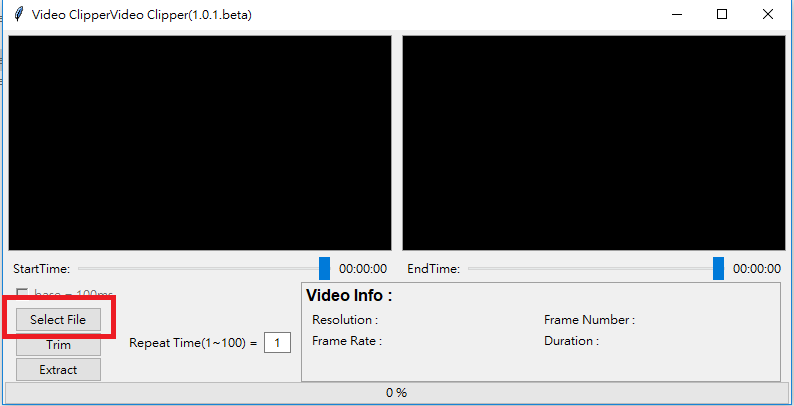 Video ClipperVideo Clipper(1.0.1.beta)
StartTime: 00:00:00 EndTime: 00:00:00
base = 100ms
Video Info :
Select File
Resolution : Frame Number :
Trim
Repeat Time(1~100) = 1
Frame Rate : Duration :
Extract
0 %